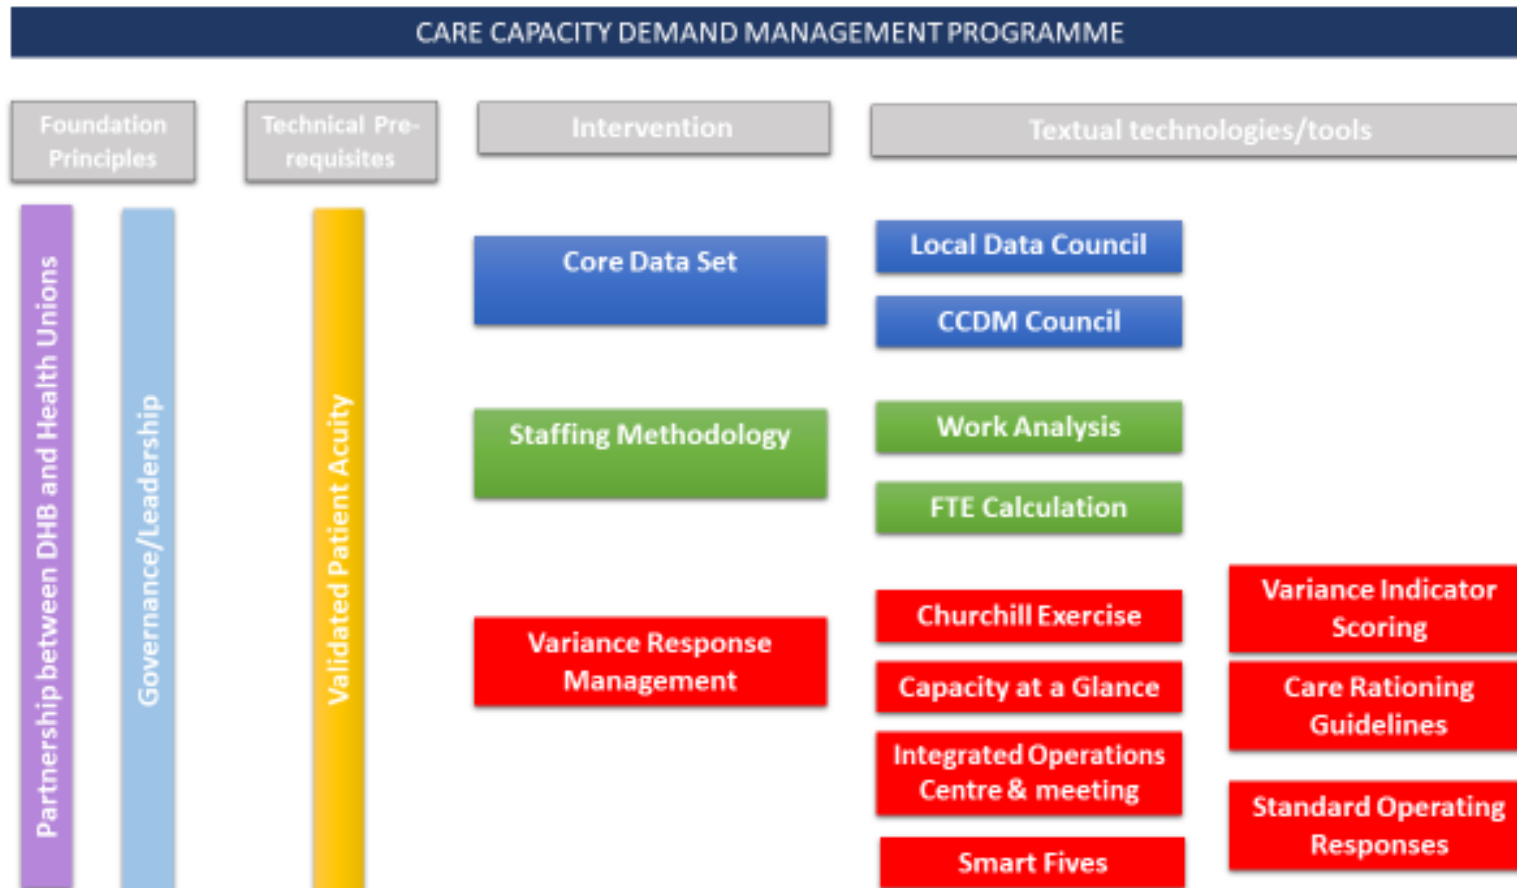 CARE CAPACITY DEMAND MANAGEMENT PROGRAMME
Foundation
Principles
Technical Pre-
requisites
Intervention
Textual technologies/tools
Partnership between DHB and Health Unions
Governance/Leadership
Validated Patient Acuity
Core Data Set
Local Data Council
CCDM Council
Staffing Methodology
Work Analysis
FTE Calculation
Variance Response
Management
Churchill Exercise
Capacity at a Glance
Integrated Operations
Centre & meeting
Smart Fives
Variance Indicator
Scoring
Care Rationing
Guidelines
Standard Operating
Responses